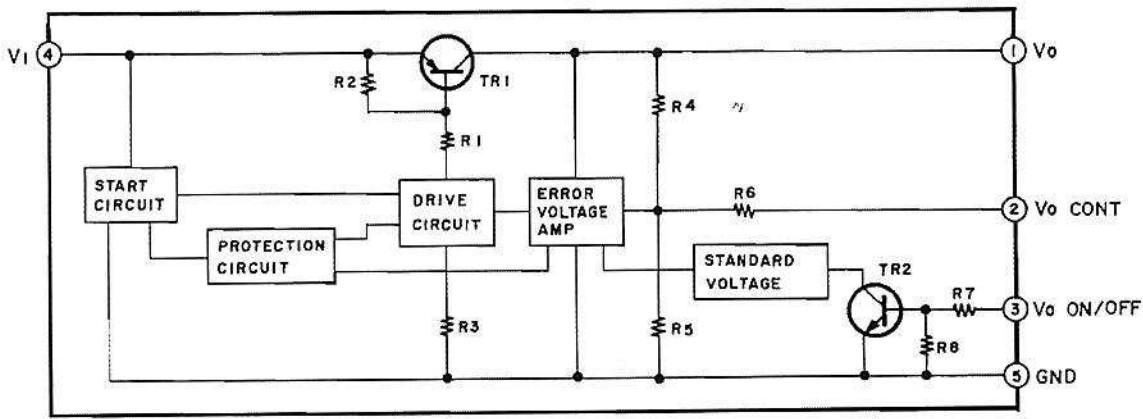 VI 4
1 Vo
R2
TR1
R4
R1
START
CIRCUIT
DRIVE
CIRCUIT
ERROR
VOLTAGE
AMP
R6
2 Vo CONT
PROTECTION
CIRCUIT
STANDARD
VOLTAGE
TR2
R7
3 Vo ON/OFF
R3
R5
R8
5 GND